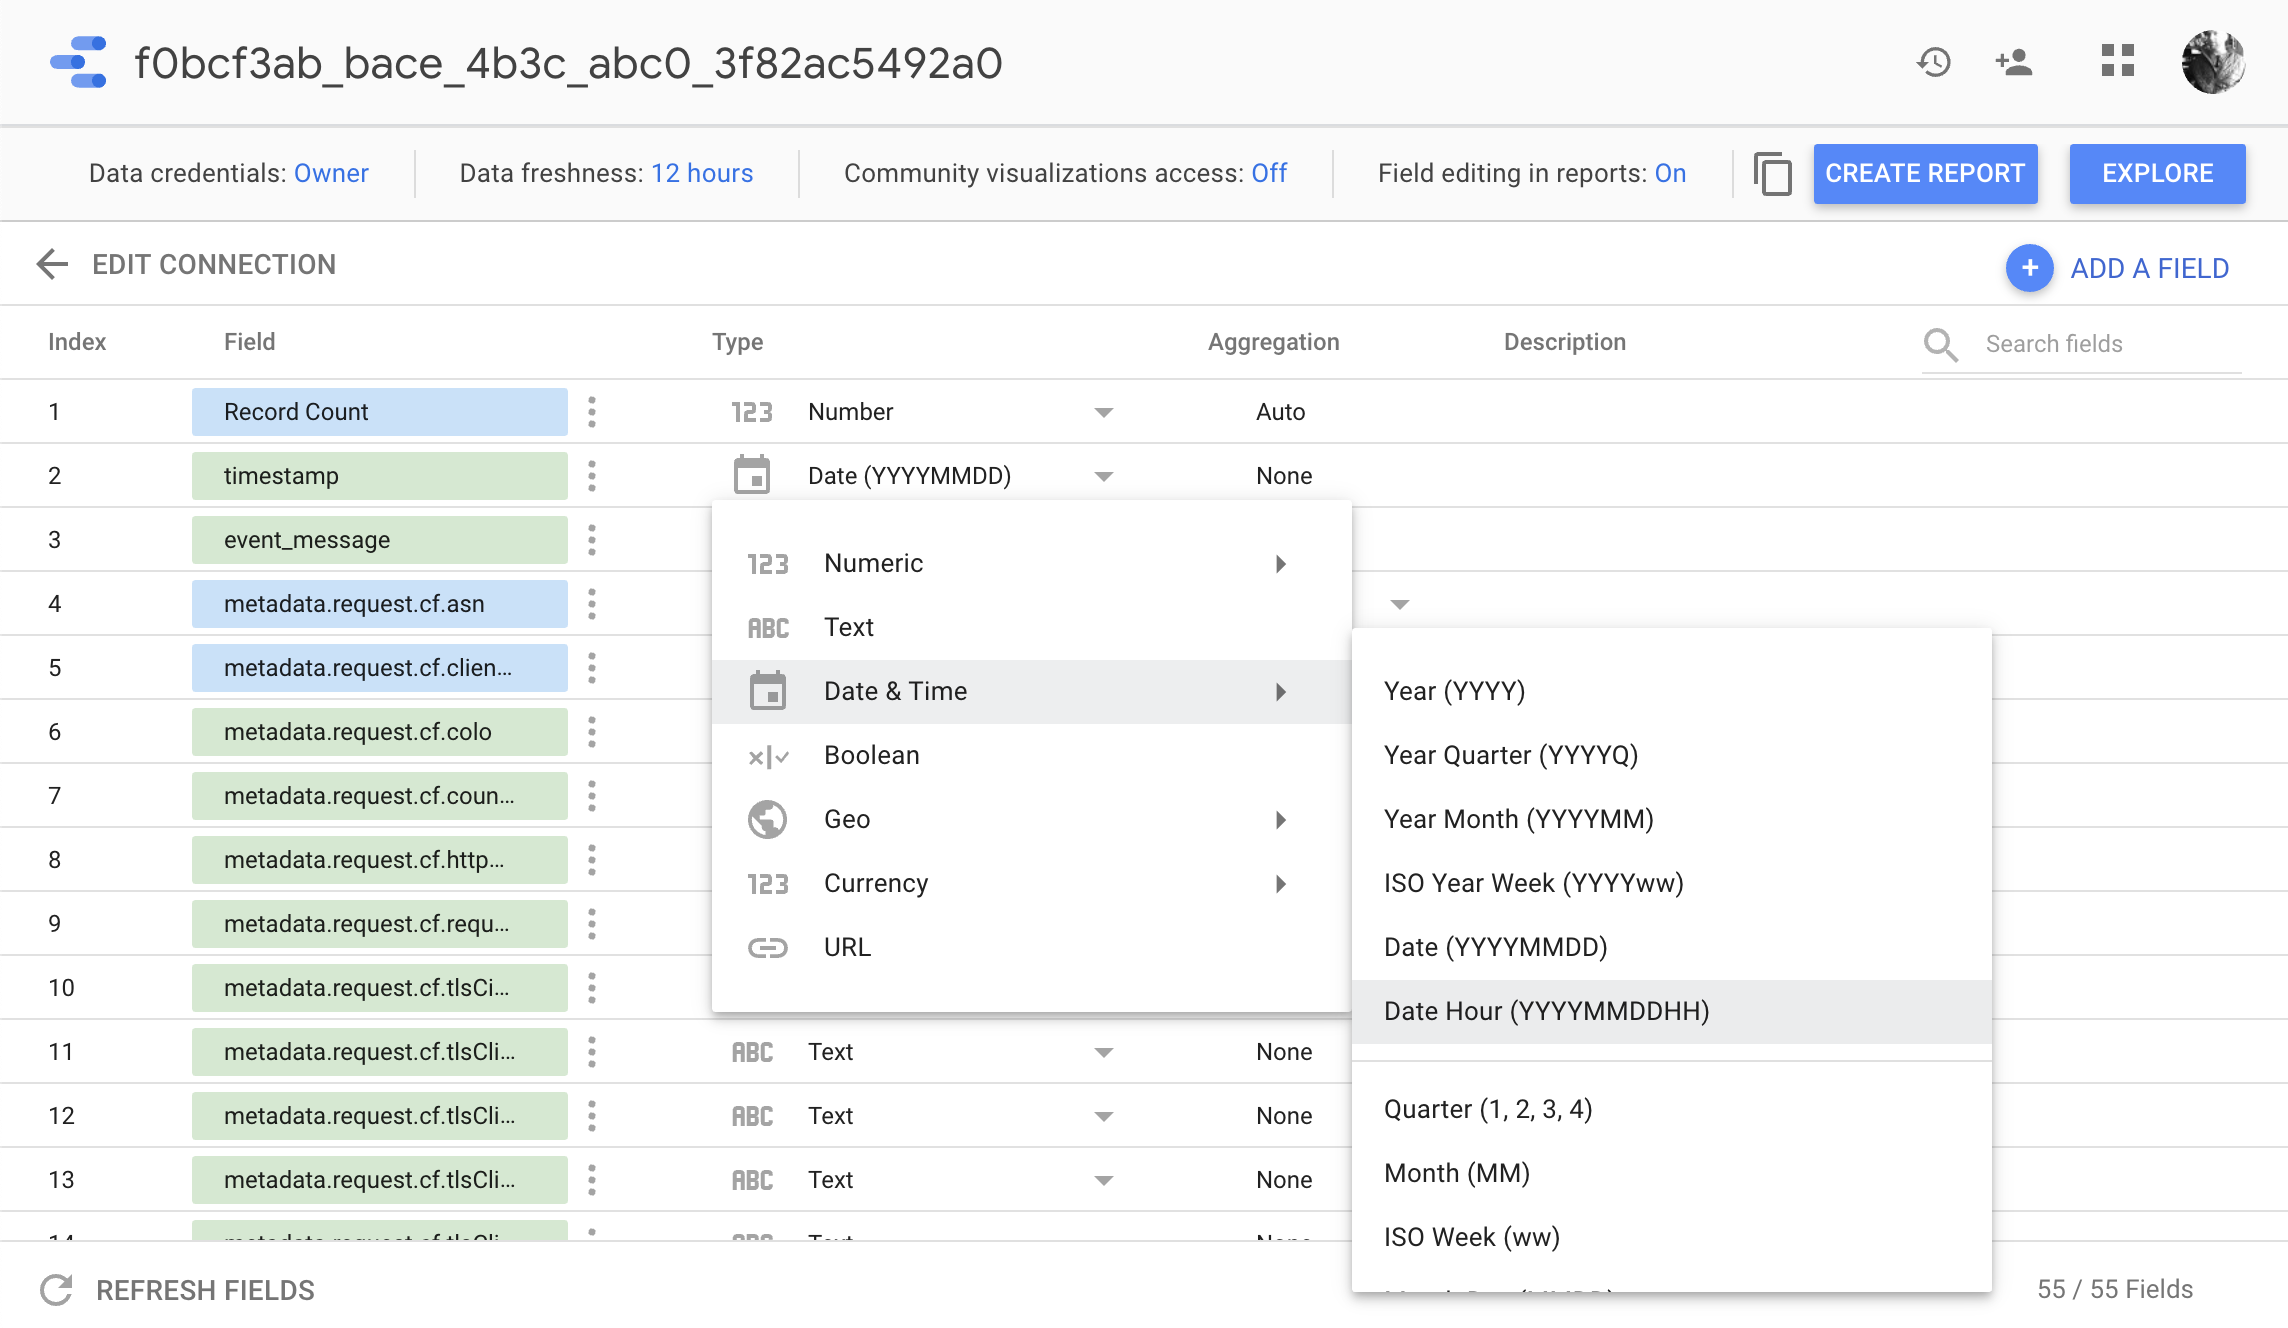 f0bcf3ab_bace_4b3c_abc0_3f82ac5492a0
Data credentials: Owner
Data freshness: 12 hours
Community visualizations access: Off
Field editing in reports: On
CREATE REPORT
EXPLORE
EDIT CONNECTION
+ ADD A FIELD
Index Field Type Aggregation Description Search fields
1 Record Count 123 Number Auto
2 timestamp Date (YYYYMMDD) None
3 event_message
4 metadata.request.cf.asn
5 metadata.request.cf.clien...
6 metadata.request.cf.colo
7 metadata.request.cf.coun...
8 metadata.request.cf.http...
9 metadata.request.cf.requ...
10 metadata.request.cf.tlsCi...
11 metadata.request.cf.tlsCli... ABC Text None
12 metadata.request.cf.tlsCli... ABC Text None
13 metadata.request.cf.tlsCli... ABC Text None
123 Numeric
ABC Text
Date & Time
Boolean
Geo
123 Currency
URL
Year (YYYY)
Year Quarter (YYYYQ)
Year Month (YYYYMM)
ISO Year Week (YYYYww)
Date (YYYYMMDD)
Date Hour (YYYYMMDDHH)
Quarter (1, 2, 3, 4)
Month (MM)
ISO Week (ww)
REFRESH FIELDS
55 / 55 Fields